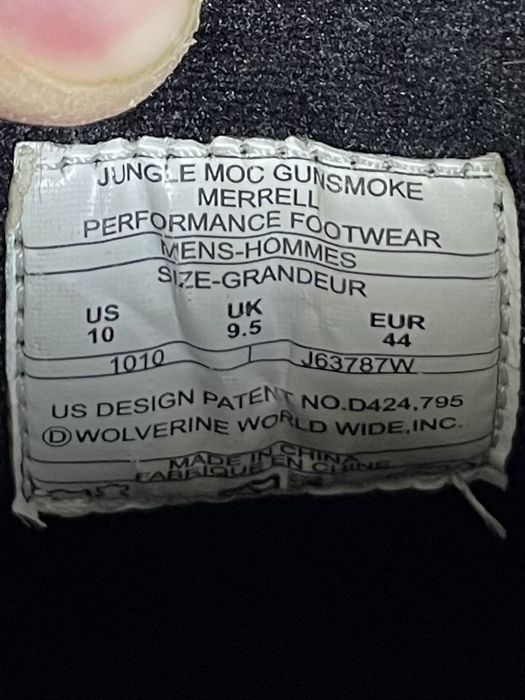 JUNGLE MOC GUNSMOKE
MERRELL
PERFORMANCE FOOTWEAR
MENS-HOMMES
SIZE-GRANDEUR
US UK EUR
10 9.5 44
1010 J63787W
US DESIGN PATENT NO.D424,795
Ⓓ WOLVERINE WORLD WIDE,INC.
MADE IN CHINA
FABRIQUE EN CHINE